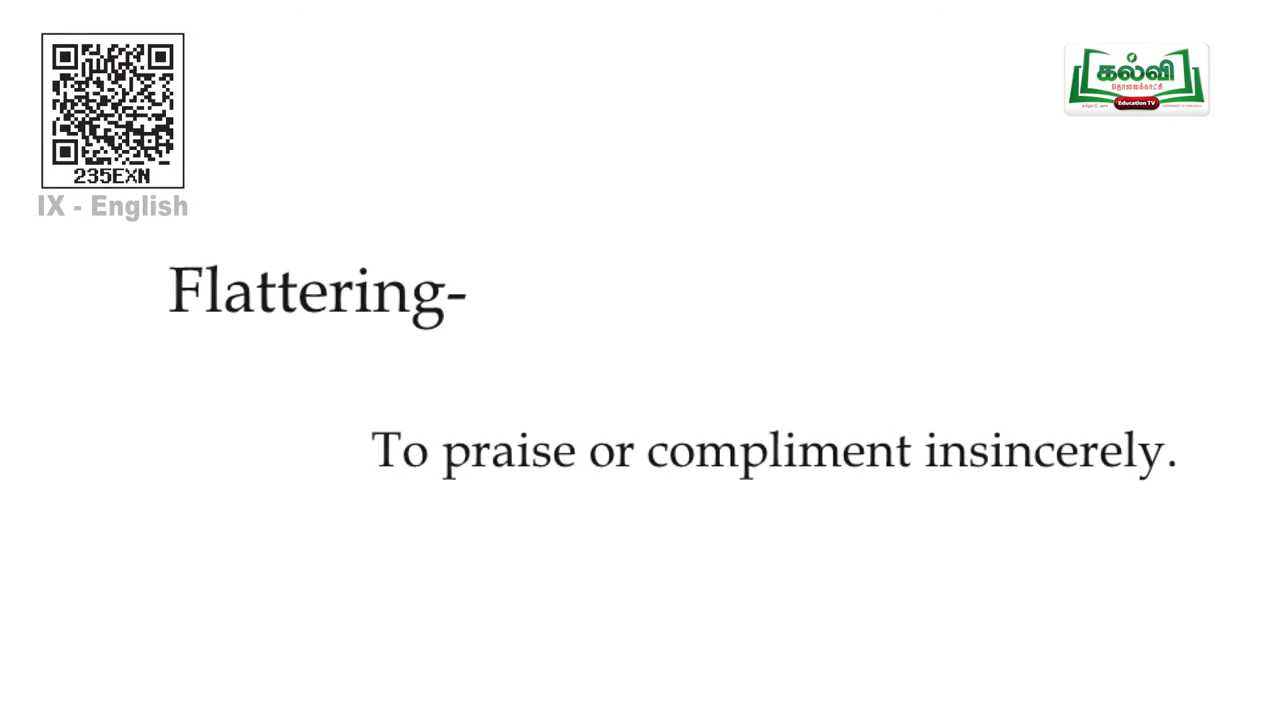 235EXN
IX - English
கல்வி
தொலைக்காட்சி
Education TV
Flattering-
To praise or compliment insincerely.